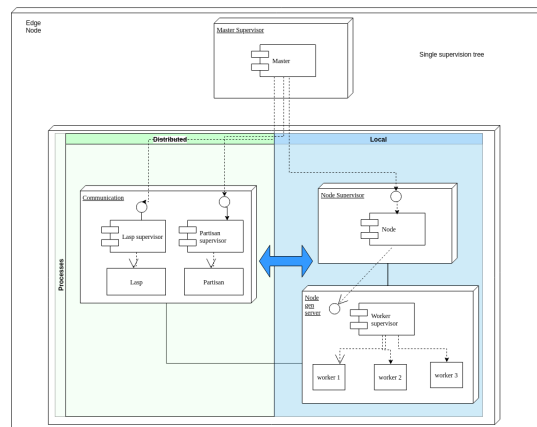 Edge
Node
Master Supervisor
Master
Single supervision tree
Distributed
Local
Processes
Communication
Lasp supervisor
Partisan
supervisor
Lasp
Partisan
Node Supervisor
Node
Node
gen
server
Worker
supervisor
worker 1
worker 2
worker 3